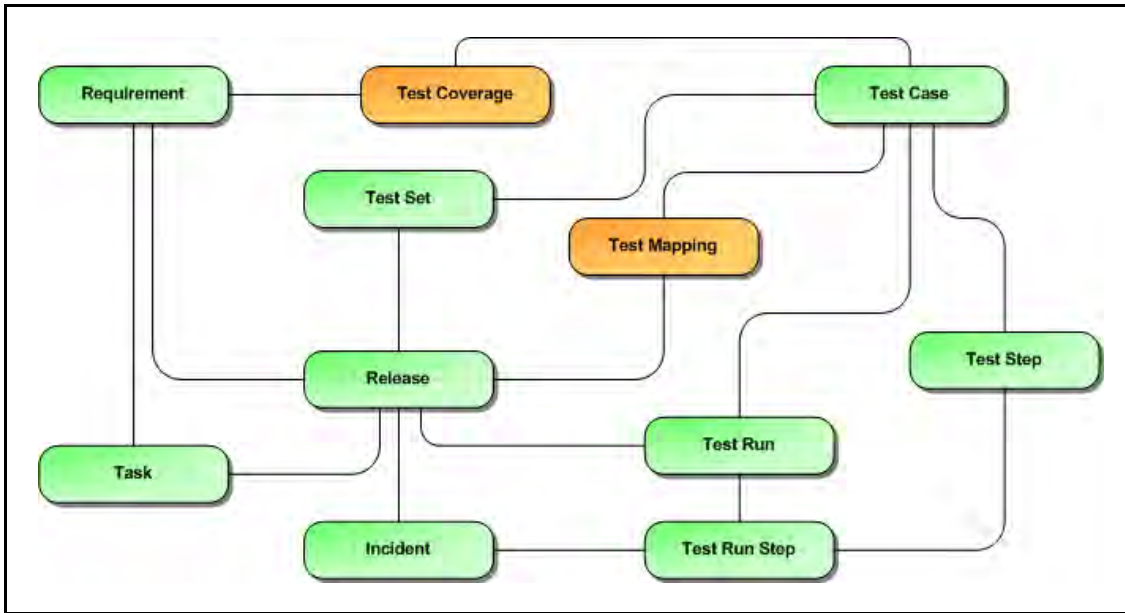 Requirement
Test Coverage
Test Case
Test Set
Test Mapping
Test Step
Release
Test Run
Task
Incident
Test Run Step